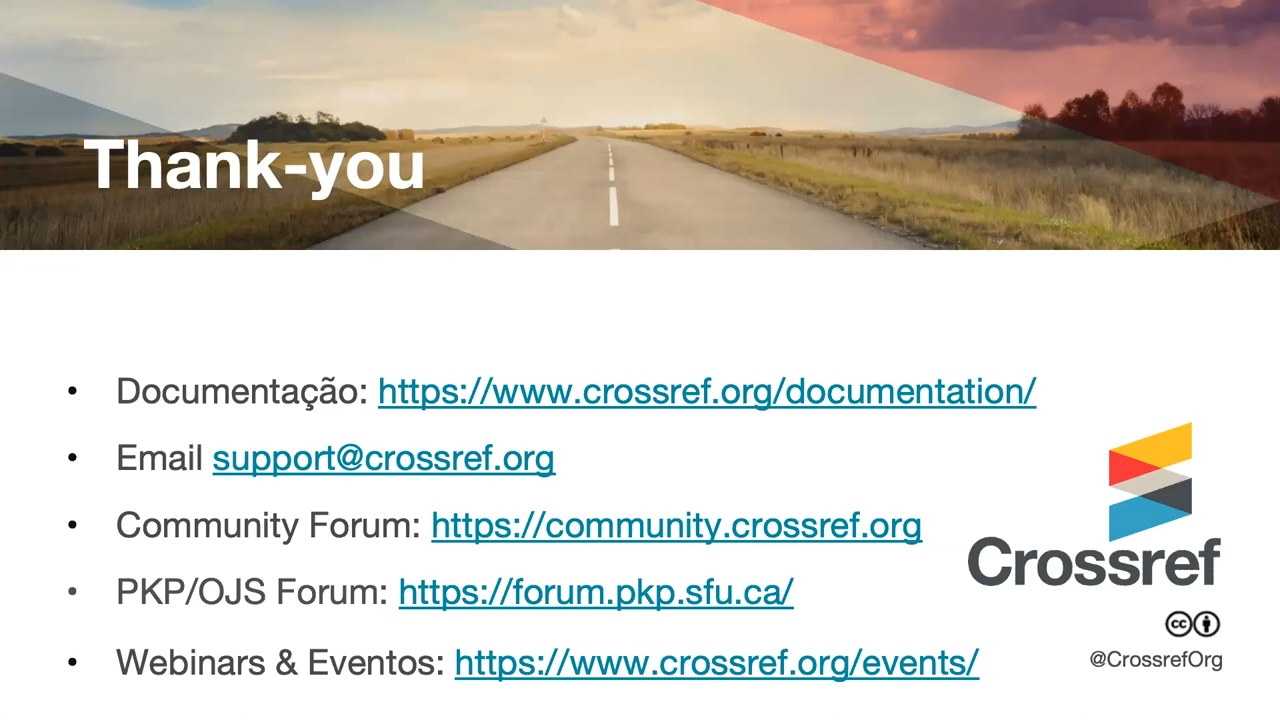 Thank-you
• Documentação: https://www.crossref.org/documentation/
• Email support@crossref.org
• Community Forum: https://community.crossref.org
• PKP/OJS Forum: https://forum.pkp.sfu.ca/
• Webinars & Eventos: https://www.crossref.org/events/
Crossref
cc
@CrossrefOrg